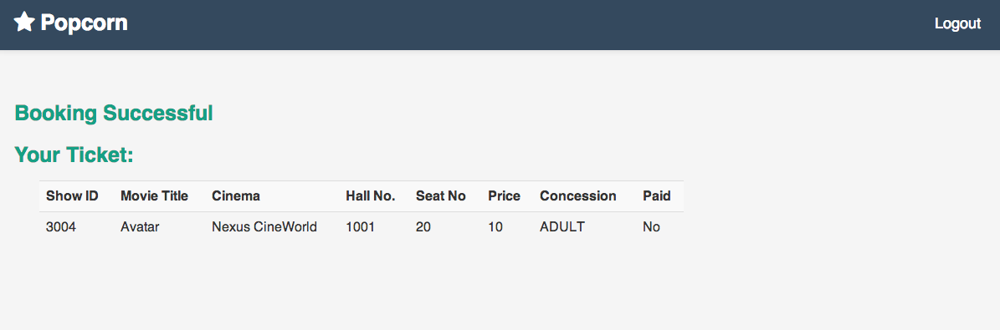 Popcorn Logout
Booking Successful
Your Ticket:
Show ID Movie Title Cinema Hall No. Seat No Price Concession Paid
3004 Avatar Nexus CineWorld 1001 20 10 ADULT No